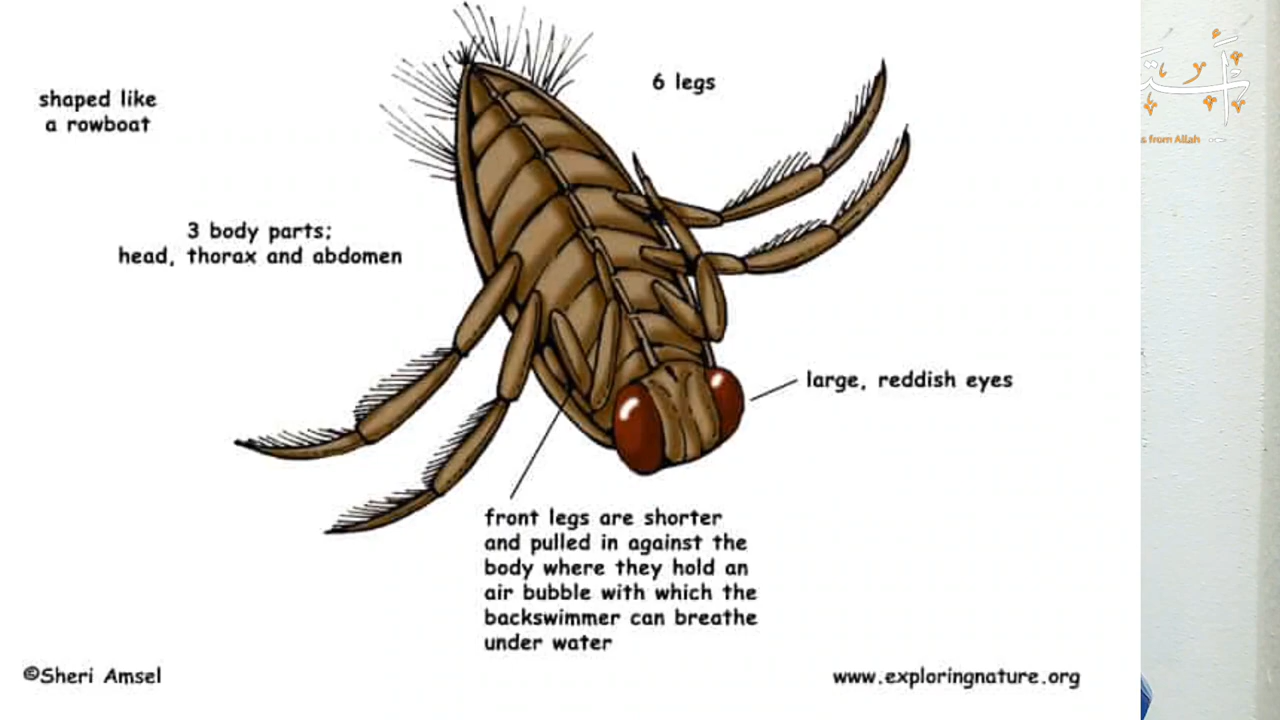 shaped like
a rowboat
6 legs
3 body parts;
head, thorax and abdomen
large, reddish eyes
front legs are shorter
and pulled in against the
body where they hold an
air bubble with which the
backswimmer can breathe
under water
©Sheri Amsel
www.exploringnature.org
from Allah